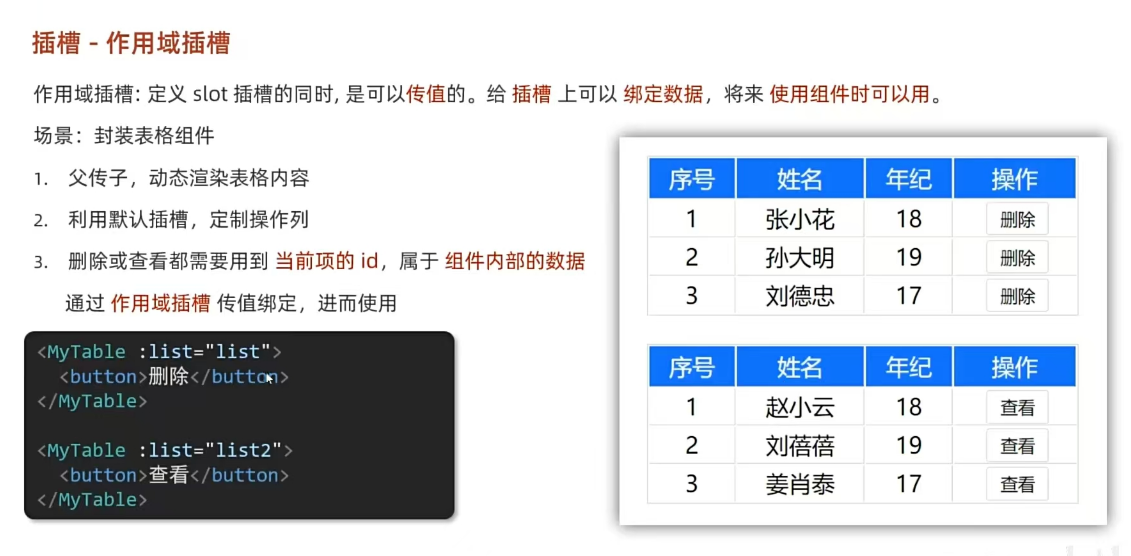 插槽 - 作用域插槽
作用域插槽: 定义 slot 插槽的同时, 是可以传值的。给 插槽 上可以 绑定数据，将来 使用组件时可以用。
场景：封装表格组件
1. 父传子，动态渲染表格内容
2. 利用默认插槽，定制操作列
3. 删除或查看都需要用到 当前项的 id，属于 组件内部的数据
通过 作用域插槽 传值绑定，进而使用
<MyTable :list="list">
<button>删除</button>
</MyTable>
<MyTable :list="list2">
<button>查看</button>
</MyTable>
序号 姓名 年纪 操作
1 张小花 18 删除
2 孙大明 19 删除
3 刘德忠 17 删除
序号 姓名 年纪 操作
1 赵小云 18 查看
2 刘蓓蓓 19 查看
3 姜肖泰 17 查看